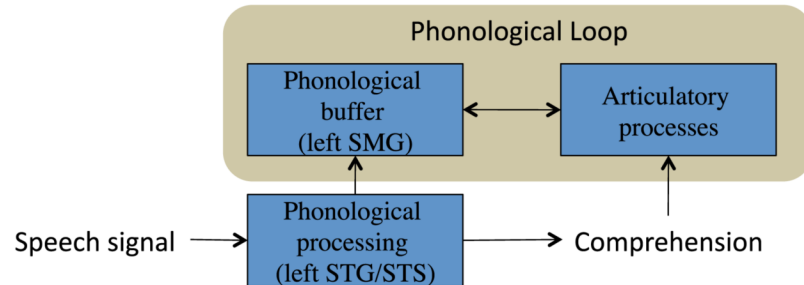 Phonological Loop
Phonological
buffer
(left SMG)
Articulatory
processes
Speech signal
Phonological
processing
(left STG/STS)
Comprehension